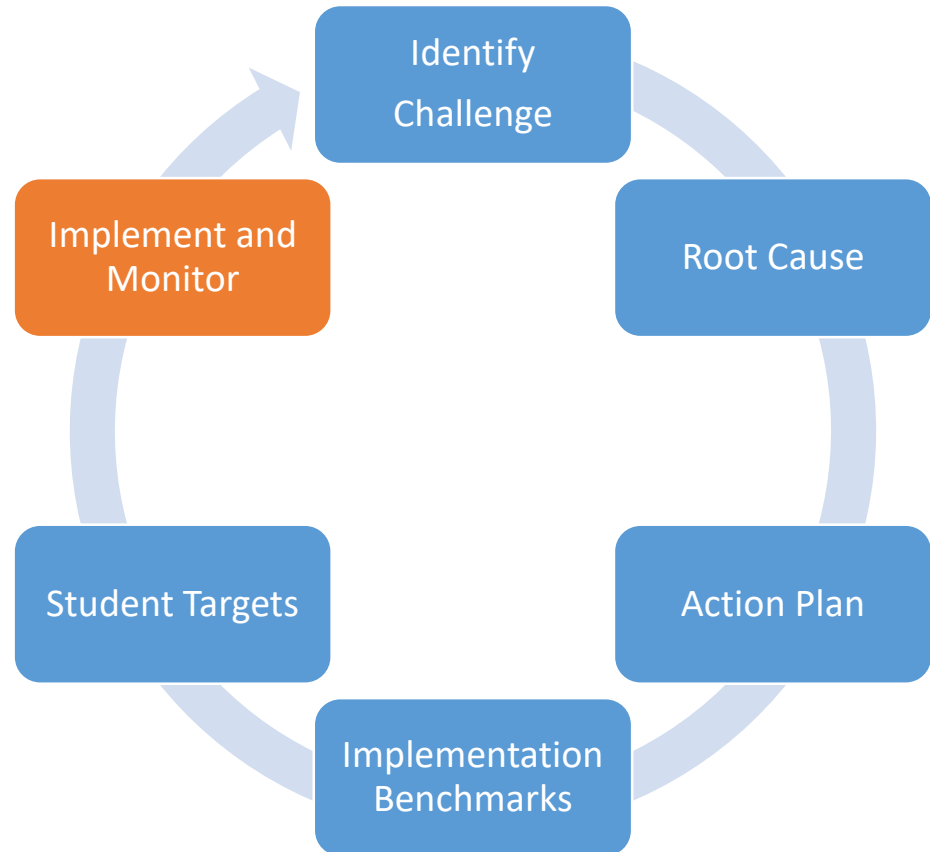 Identify
Challenge
Root Cause
Action Plan
Implementation
Benchmarks
Student Targets
Implement and
Monitor